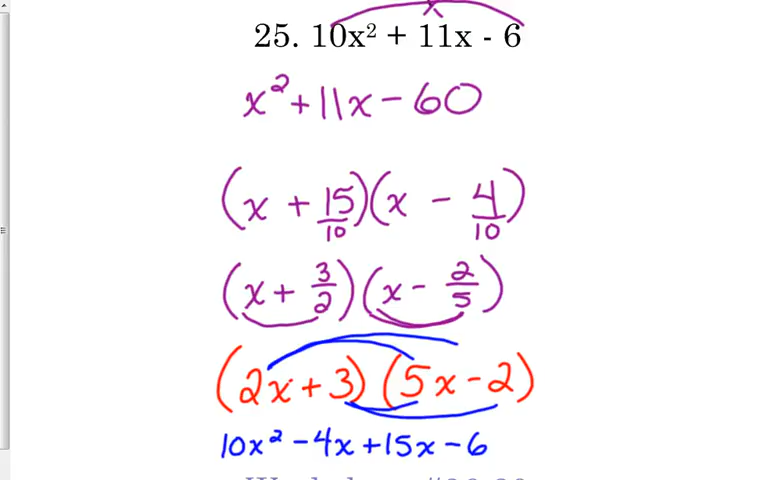 25. 10x² + 11x - 6
x² + 11x - 60
(x + 15/10)(x - 4/10)
(x + 3/2)(x - 2/5)
(2x + 3)(5x - 2)
10x² - 4x + 15x - 6